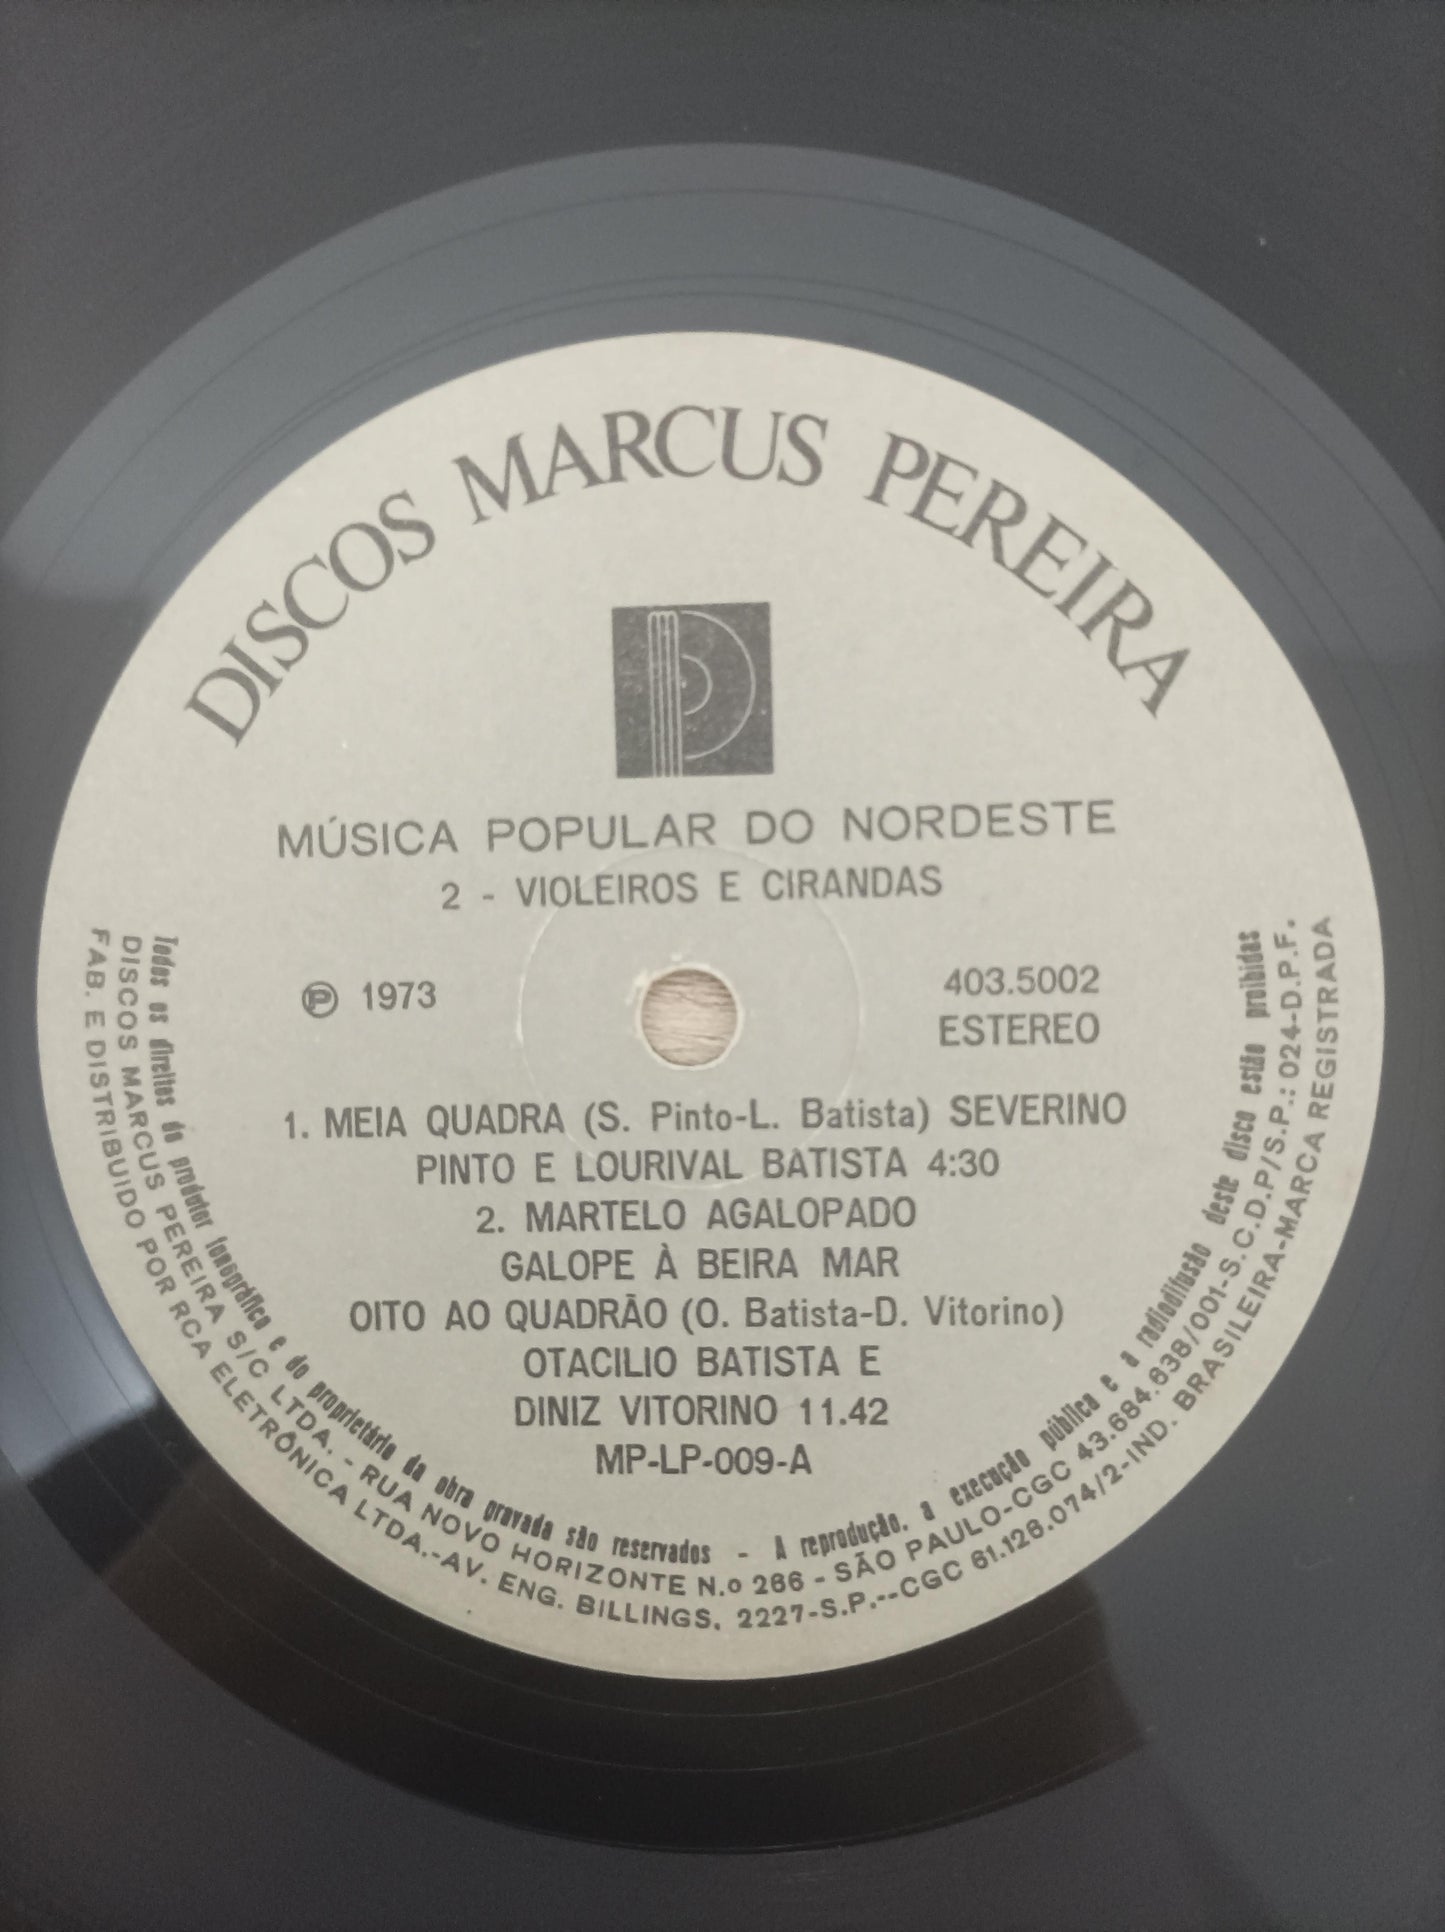 DISCOS MARCUS PEREIRA
MÚSICA POPULAR DO NORDESTE
2 - VIOLEIROS E CIRANDAS
Ⓟ 1973
403.5002
ESTEREO
1. MEIA QUADRA (S. Pinto-L. Batista) SEVERINO
PINTO E LOURIVAL BATISTA 4:30
2. MARTELO AGALOPADO
GALOPE À BEIRA MAR
OITO AO QUADRÃO (O. Batista-D. Vitorino)
OTACILIO BATISTA E
DINIZ VITORINO 11.42
MP-LP-009-A
Todos os direitos do produtor fonográfico e do proprietário da obra gravada são reservados - A reprodução, a execução pública e a radiodifusão deste disco estão proibidas
DISCOS MARCUS PEREIRA S/C LTDA. - RUA NOVO HORIZONTE N.o 266 - SÃO PAULO-CGC 43.684.638/001-S.C.D.P/S.P.: 024-D.P.F.
FAB. E DISTRIBUIDO POR RCA ELETRÔNICA LTDA.-AV. ENG. BILLINGS, 2227-S.P.--CGC 61.126.074/2-IND. BRASILEIRA-MARCA REGISTRADA